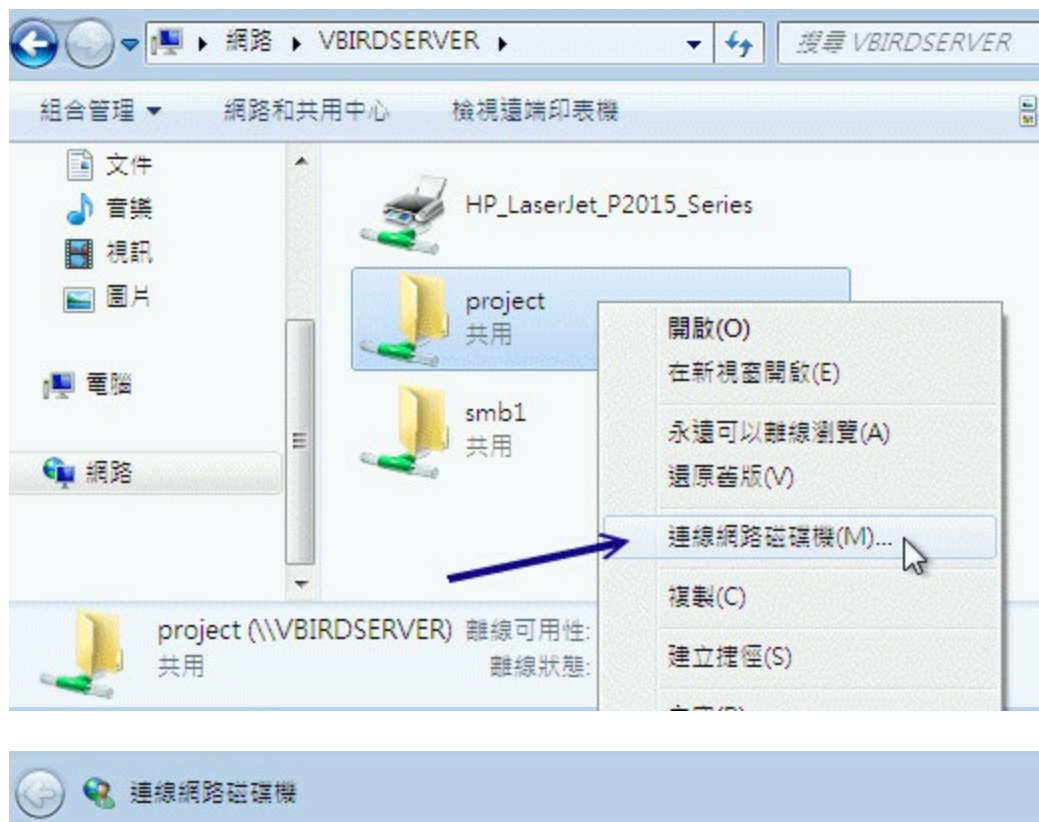 網路 VBIRDSERVER 搜尋 VBIRDSERVER
組合管理 網路和共用中心 檢視遠端印表機
文件
音樂
視訊
圖片
電腦
網路
HP_LaserJet_P2015_Series
project
共用
smb1
共用
開啟(O)
在新視窗開啟(E)
永遠可以離線瀏覽(A)
還原舊版(V)
連線網路磁碟機(M)...
複製(C)
建立捷徑(S)
project (\\VBIRDSERVER) 離線可用性:
共用 離線狀態:
連線網路磁碟機